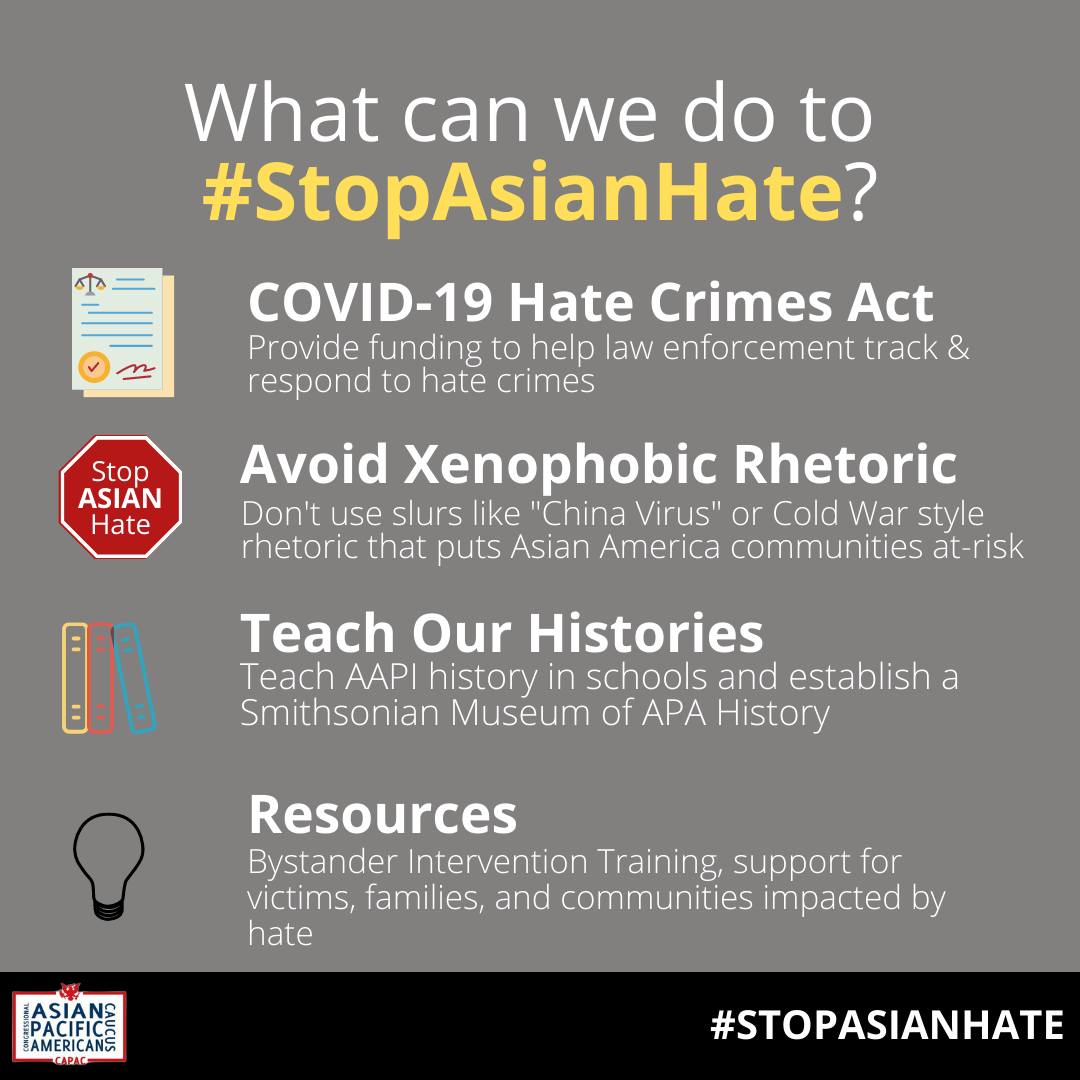 What can we do to
#StopAsianHate?
COVID-19 Hate Crimes Act
Provide funding to help law enforcement track &
respond to hate crimes
Stop
ASIAN
Hate
Avoid Xenophobic Rhetoric
Don't use slurs like "China Virus" or Cold War style
rhetoric that puts Asian America communities at-risk
Teach Our Histories
Teach AAPI history in schools and establish a
Smithsonian Museum of APA History
Resources
Bystander Intervention Training, support for
victims, families, and communities impacted by
hate
CONGRESSIONAL
ASIAN
PACIFIC
AMERICANS
CAUCUS
CAPAC
#STOPASIANHATE